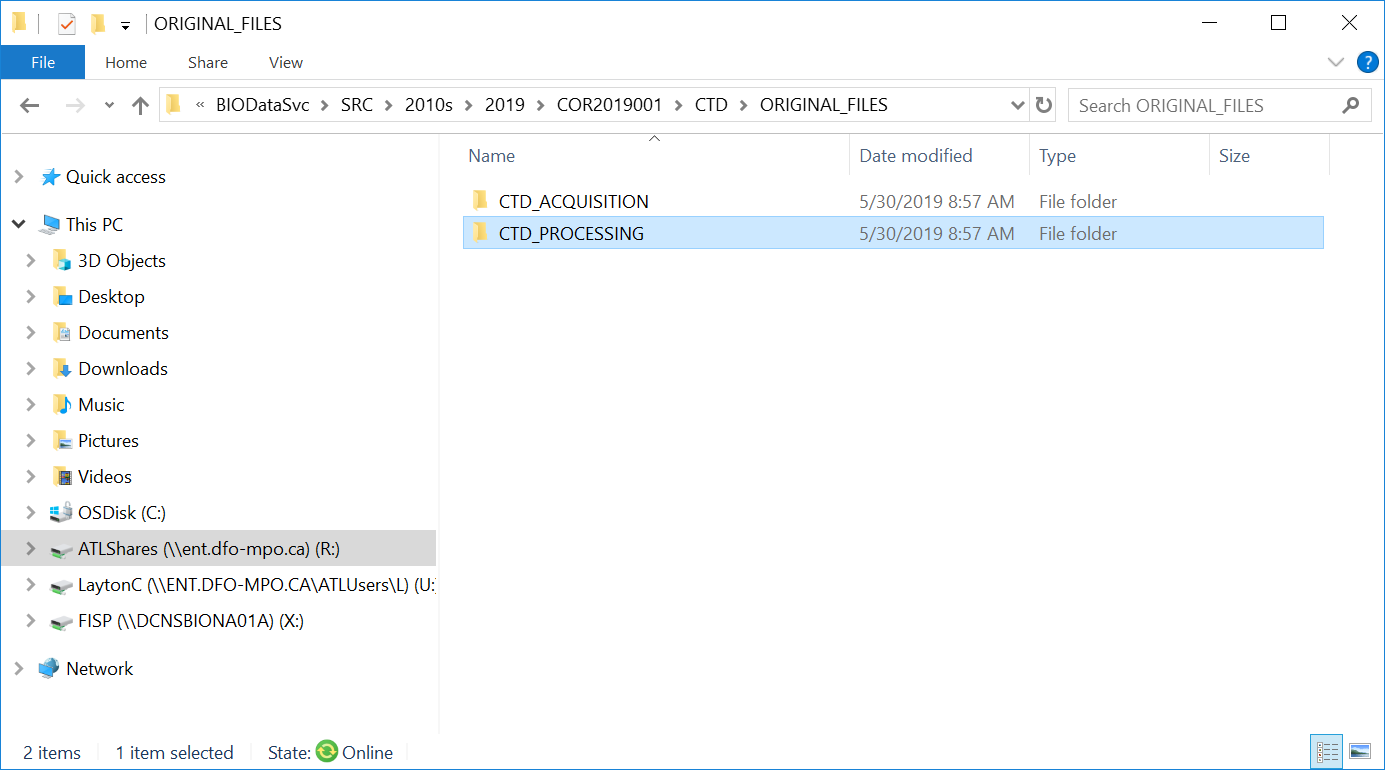 ORIGINAL_FILES
File Home Share View ?
« BIODataSvc > SRC > 2010s > 2019 > COR2019001 > CTD > ORIGINAL_FILES Search ORIGINAL_FILES
Name Date modified Type Size
CTD_ACQUISITION 5/30/2019 8:57 AM File folder
CTD_PROCESSING 5/30/2019 8:57 AM File folder
Quick access
This PC
3D Objects
Desktop
Documents
Downloads
Music
Pictures
Videos
OSDisk (C:)
ATLShares (\\ent.dfo-mpo.ca) (R:)
LaytonC (\\ENT.DFO-MPO.CA\ATLUsers\L) (U:
FISP (\\DCNSBIONA01A) (X:)
Network
2 items 1 item selected State: Online